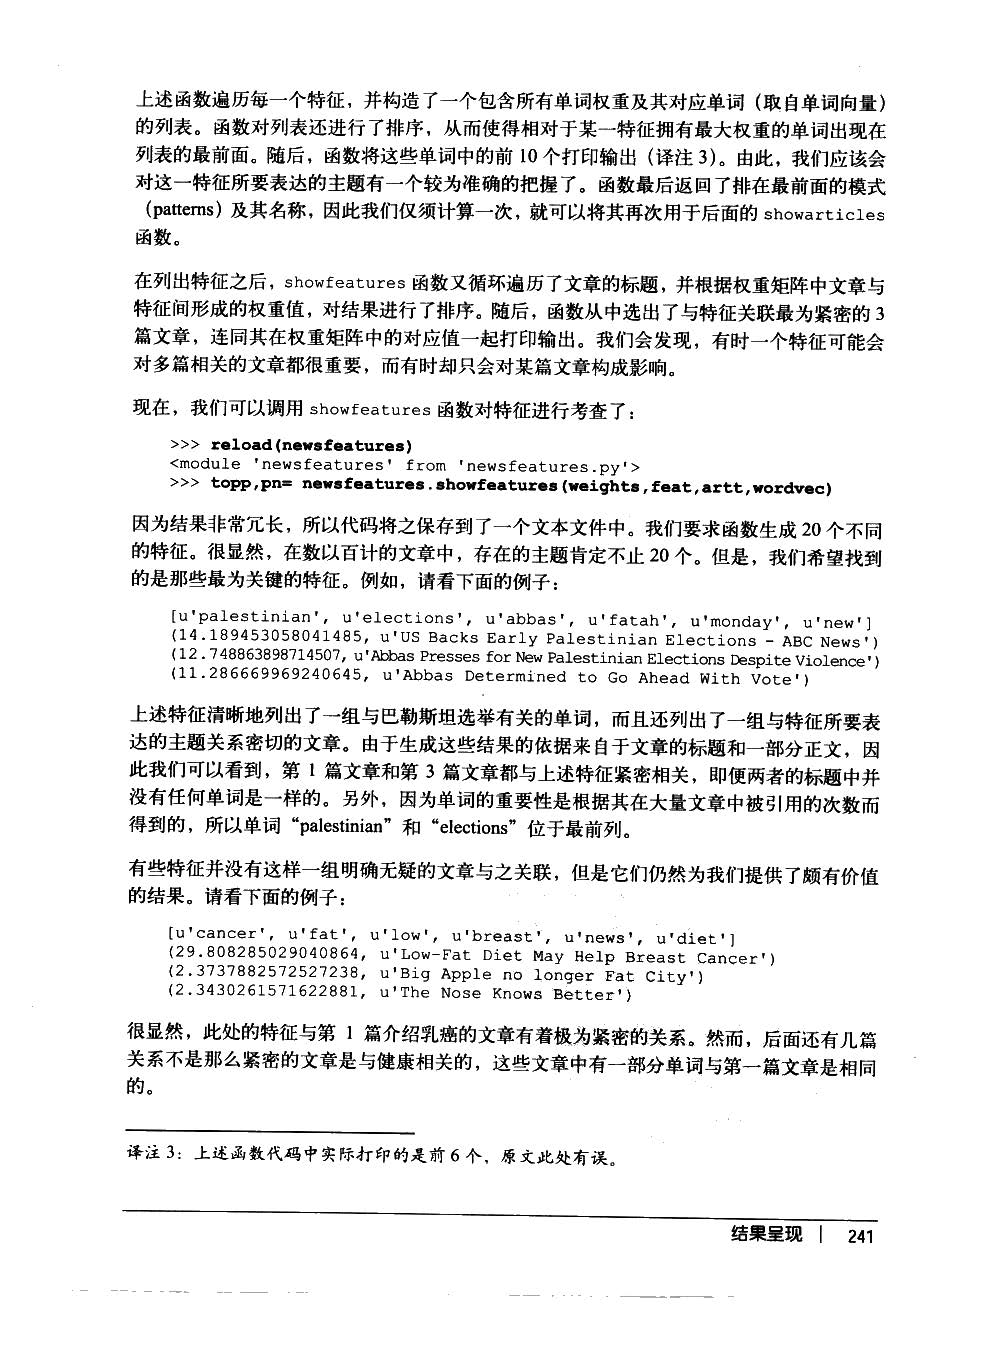 上述函数遍历每一个特征，并构造了一个包含所有单词权重及其对应单词（取自单词向量）
的列表。函数对列表还进行了排序，从而使得相对于某一特征拥有最大权重的单词出现在
列表的最前面。随后，函数将这些单词中的前 10 个打印输出（译注 3）。由此，我们应该会
对这一特征所要表达的主题有一个较为准确的把握了。函数最后返回了排在最前面的模式
（patterns）及其名称，因此我们仅须计算一次，就可以将其再次用于后面的 showarticles
函数。
在列出特征之后，showfeatures 函数又循环遍历了文章的标题，并根据权重矩阵中文章与
特征间形成的权重值，对结果进行了排序。随后，函数从中选出了与特征关联最为紧密的 3
篇文章，连同其在权重矩阵中的对应值一起打印输出。我们会发现，有时一个特征可能会
对多篇相关的文章都很重要，而有时却只会对某篇文章构成影响。
现在，我们可以调用 showfeatures 函数对特征进行考查了：
>>> reload(newsfeatures)
<module 'newsfeatures' from 'newsfeatures.py'>
>>> topp,pn= newsfeatures.showfeatures(weights,feat,artt,wordvec)
因为结果非常冗长，所以代码将之保存到了一个文本文件中。我们要求函数生成 20 个不同
的特征。很显然，在数以百计的文章中，存在的主题肯定不止 20 个。但是，我们希望找到
的是那些最为关键的特征。例如，请看下面的例子：
[u'palestinian', u'elections', u'abbas', u'fatah', u'monday', u'new']
(14.189453058041485, u'US Backs Early Palestinian Elections - ABC News')
(12.748863898714507, u'Abbas Presses for New Palestinian Elections Despite Violence')
(11.286669969240645, u'Abbas Determined to Go Ahead With Vote')
上述特征清晰地列出了一组与巴勒斯坦选举有关的单词，而且还列出了一组与特征所要表
达的主题关系密切的文章。由于生成这些结果的依据来自于文章的标题和一部分正文，因
此我们可以看到，第 1 篇文章和第 3 篇文章都与上述特征紧密相关，即便两者的标题中并
没有任何单词是一样的。另外，因为单词的重要性是根据其在大量文章中被引用的次数而
得到的，所以单词“palestinian”和“elections”位于最前列。
有些特征并没有这样一组明确无疑的文章与之关联，但是它们仍然为我们提供了颇有价值
的结果。请看下面的例子：
[u'cancer', u'fat', u'low', u'breast', u'news', u'diet']
(29.808285029040864, u'Low-Fat Diet May Help Breast Cancer')
(2.3737882572527238, u'Big Apple no longer Fat City')
(2.3430261571622881, u'The Nose Knows Better')
很显然，此处的特征与第 1 篇介绍乳癌的文章有着极为紧密的关系。然而，后面还有几篇
关系不是那么紧密的文章是与健康相关的，这些文章中有一部分单词与第一篇文章是相同
的。
译注 3：上述函数代码中实际打印的是前 6 个，原文此处有误。
结果呈现 | 241